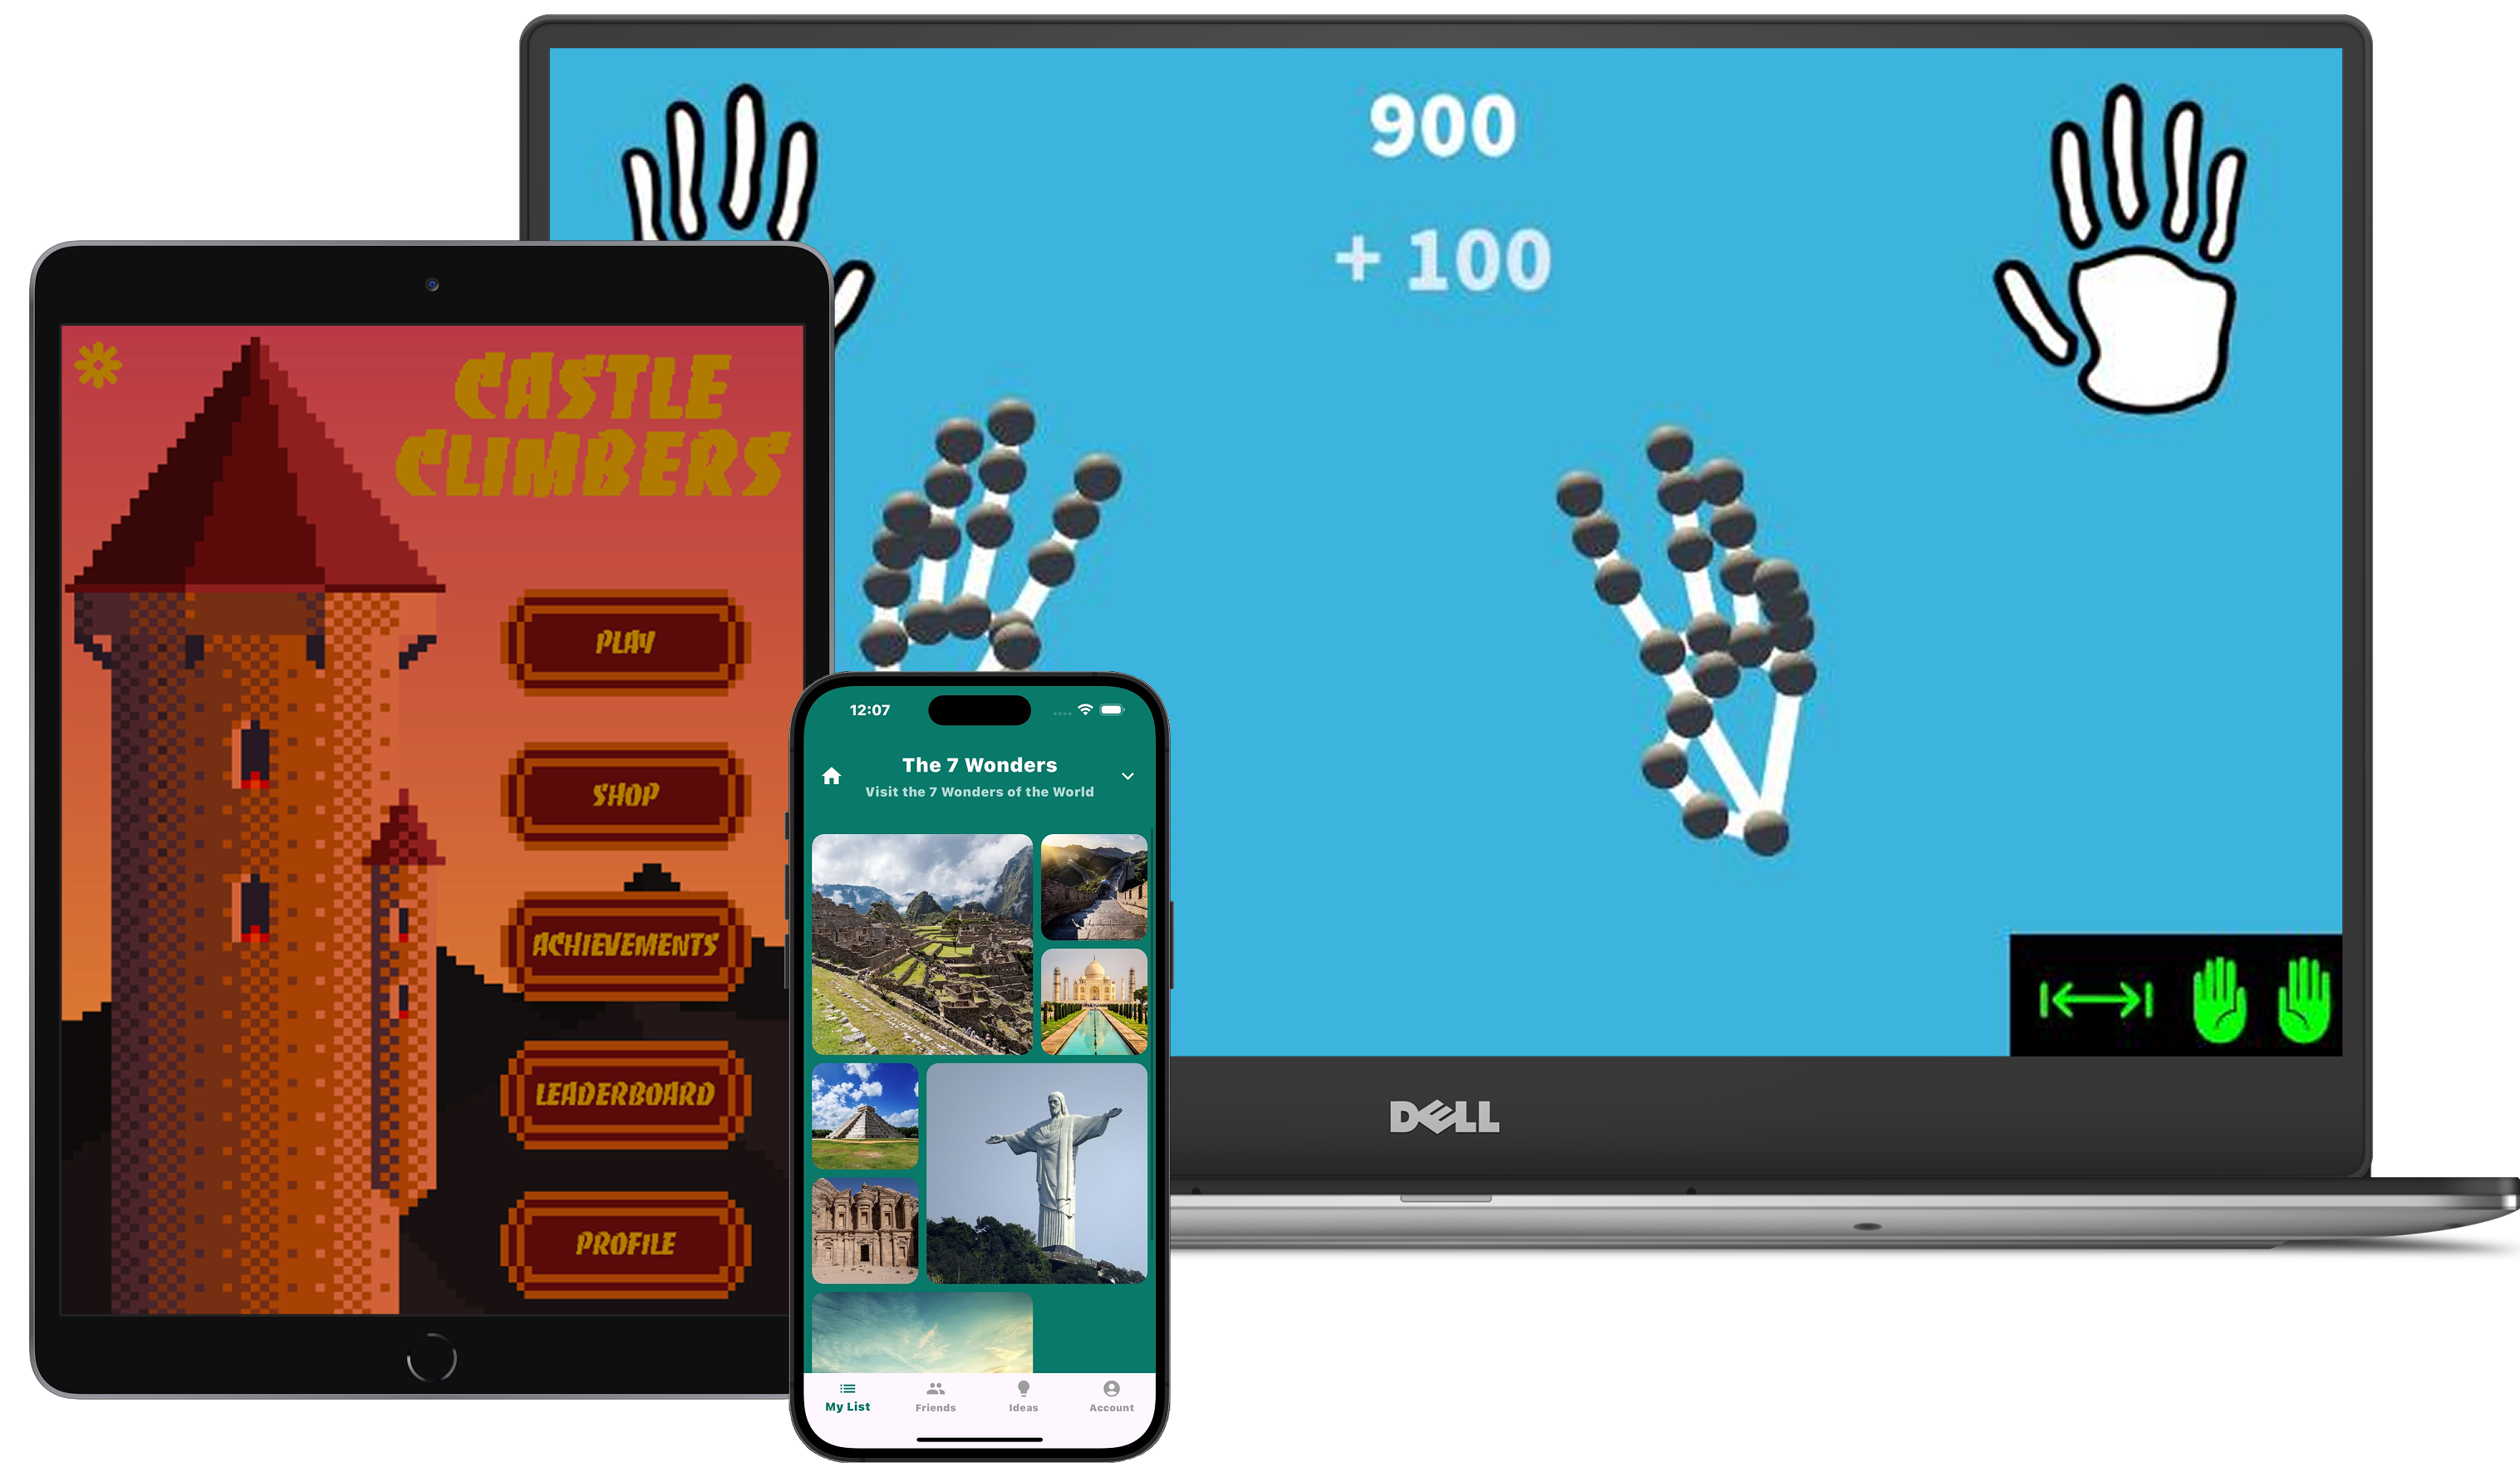 900
+ 100
CASTLE
CLIMBERS
PLAY
SHOP
ACHIEVEMENTS
LEADERBOARD
PROFILE
12:07
The 7 Wonders
Visit the 7 Wonders of the World
My List
Friends
Ideas
Account
DELL